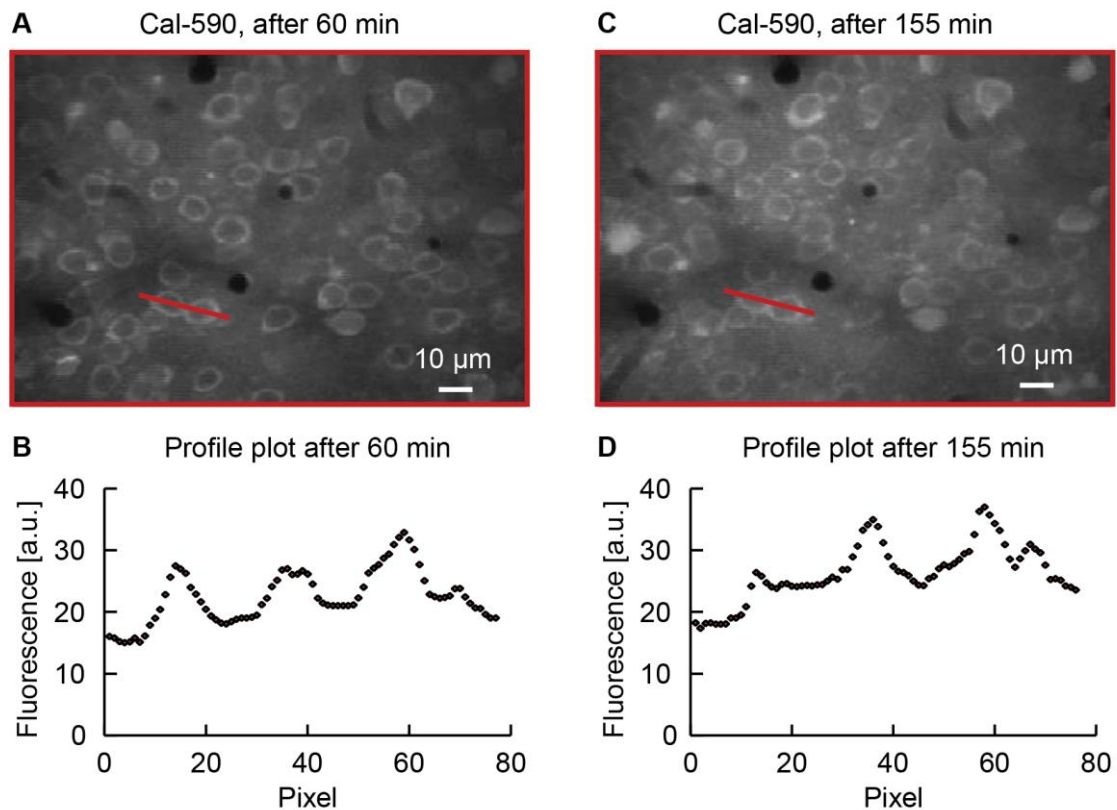 A Cal-590, after 60 min
10 µm
B Profile plot after 60 min
Fluorescence [a.u.]
40
30
20
10
0
0 20 40 60 80
Pixel
C Cal-590, after 155 min
10 µm
D Profile plot after 155 min
Fluorescence [a.u.]
40
30
20
10
0
0 20 40 60 80
Pixel